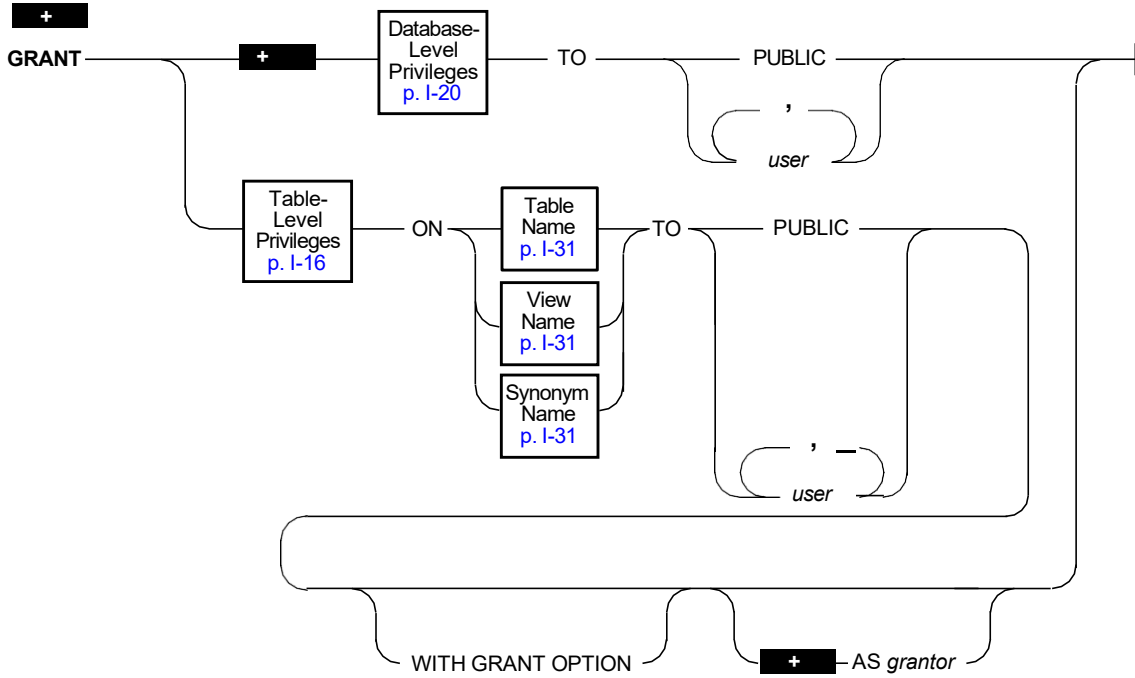 +
GRANT
+
Database-
Level
Privileges
p. I-20
TO
PUBLIC
,
user
Table-
Level
Privileges
p. I-16
ON
Table
Name
p. I-31
View
Name
p. I-31
Synonym
Name
p. I-31
TO
PUBLIC
,
user
WITH GRANT OPTION
+
AS grantor